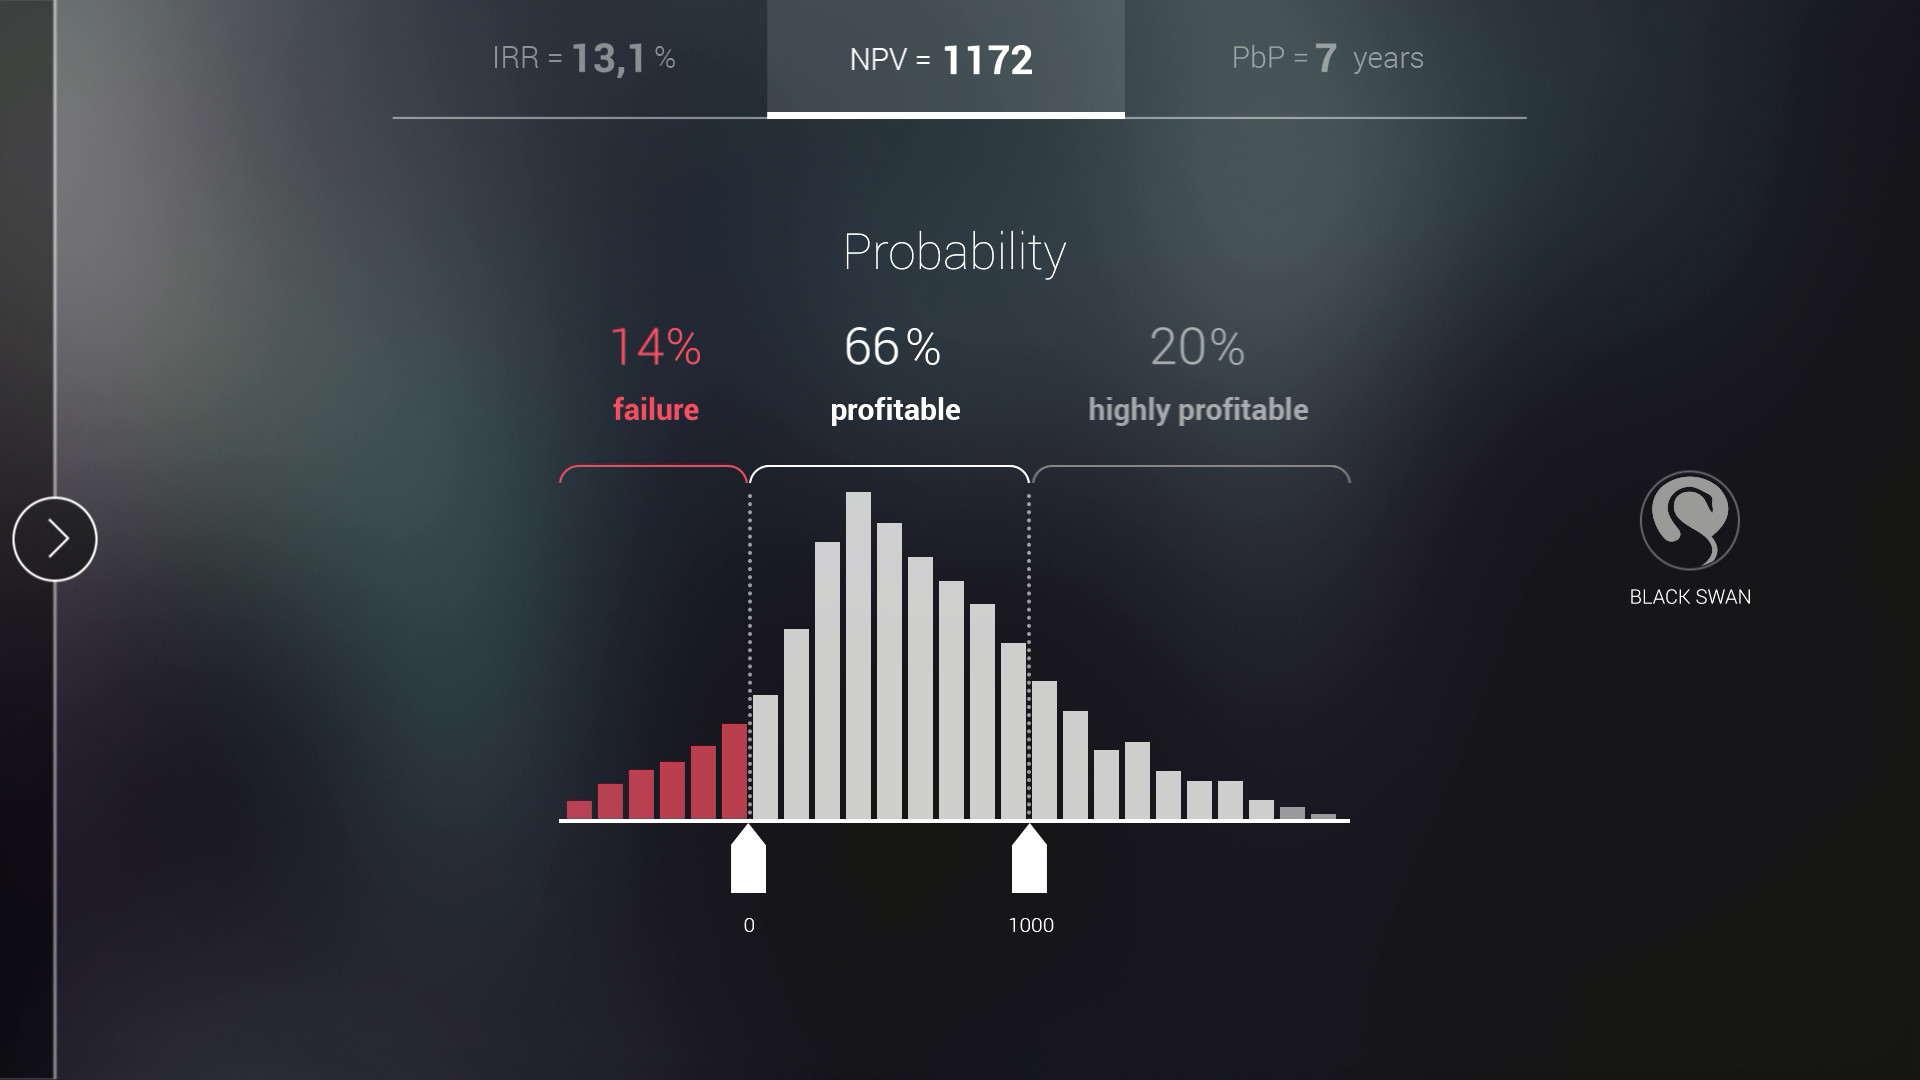 IRR = 13,1 %
NPV = 1172
PbP = 7 years
Probability
14% 66% 20%
failure profitable highly profitable
BLACK SWAN
0 1000